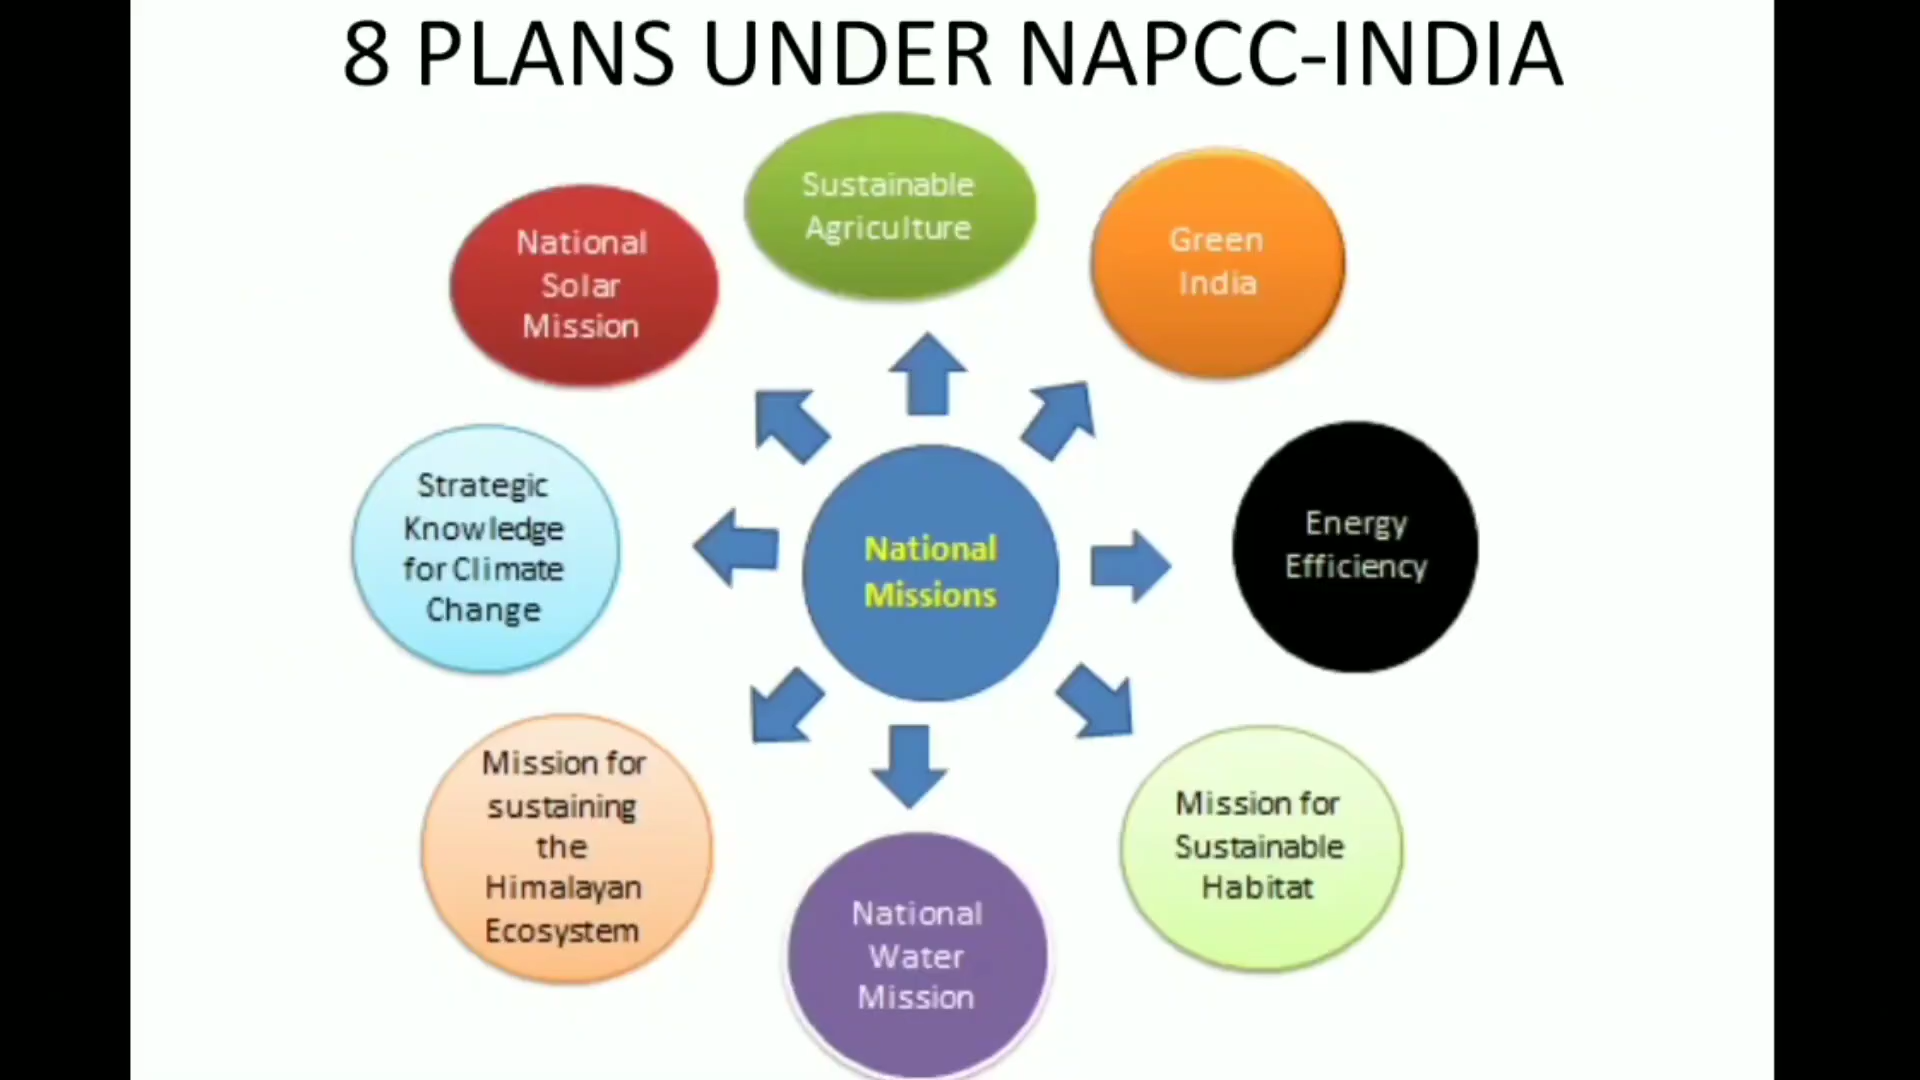 8 PLANS UNDER NAPCC-INDIA
Sustainable
Agriculture
Green
India
National
Solar
Mission
Energy
Efficiency
Strategic
Knowledge
for Climate
Change
National
Missions
Mission for
sustaining
the
Himalayan
Ecosystem
Mission for
Sustainable
Habitat
National
Water
Mission